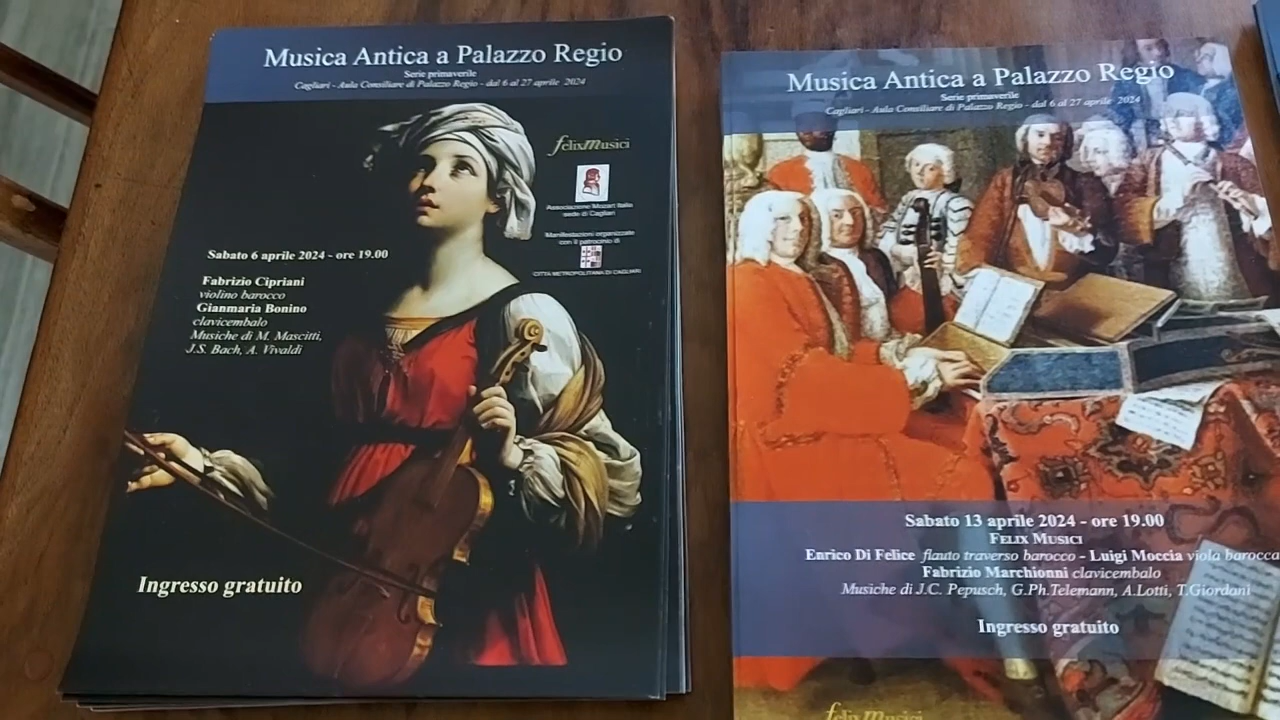 Musica Antica a Palazzo Regio
Serie primaverile
Cagliari - Aula Consiliare di Palazzo Regio - dal 6 al 27 aprile 2024
felixmusici
Associazione Mozart Italia
sede di Cagliari
Manifestazioni organizzate
con il patrocinio di
CITTÀ METROPOLITANA DI CAGLIARI
Sabato 6 aprile 2024 - ore 19.00
Fabrizio Cipriani
violino barocco
Gianmaria Bonino
clavicembalo
Musiche di M. Mascitti,
J.S. Bach, A. Vivaldi
Ingresso gratuito
Musica Antica a Palazzo Regio
Serie primaverile
Cagliari - Aula Consiliare di Palazzo Regio - dal 6 al 27 aprile 2024
Sabato 13 aprile 2024 - ore 19.00
FELIX MUSICI
Enrico Di Felice flauto traverso barocco - Luigi Moccia viola barocca
Fabrizio Marchionni clavicembalo
Musiche di J.C. Pepusch, G.Ph.Telemann, A.Lotti, T.Giordani
Ingresso gratuito
felixmusici